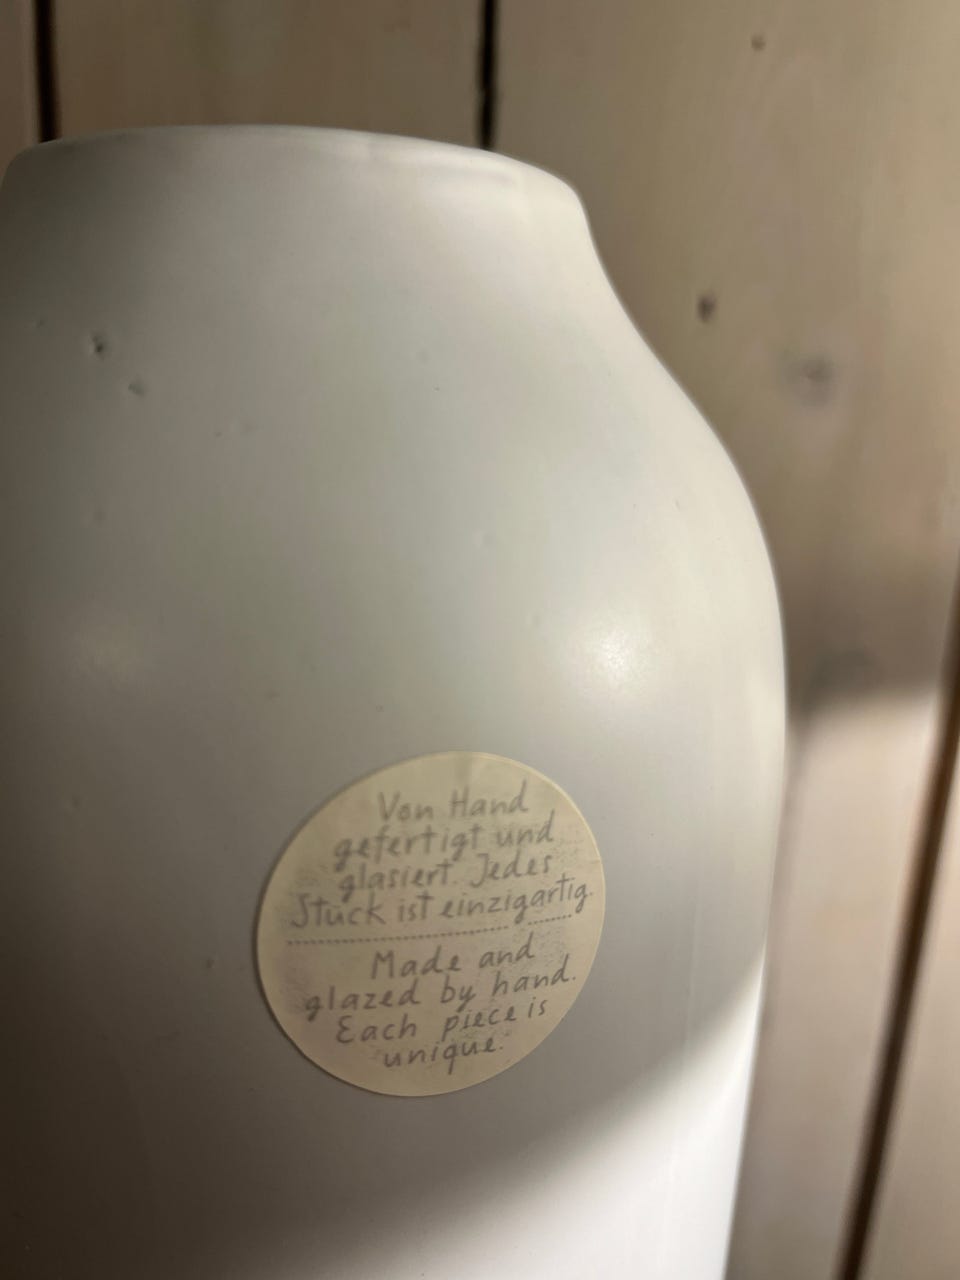 Von Hand
gefertigt und
glasiert. Jedes
Stück ist einzigartig.
Made and
glazed by hand.
Each piece is
unique.